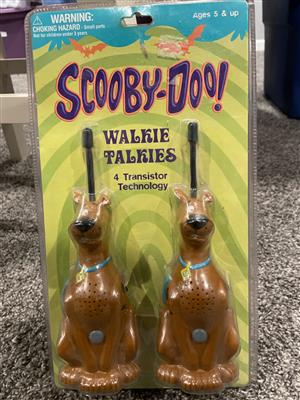 WARNING:
CHOKING HAZARD - Small parts
Not for children under 3 years.
Ages 5 & up
SCOOBY-DOO!
WALKIE
TALKIES
4 Transistor
Technology